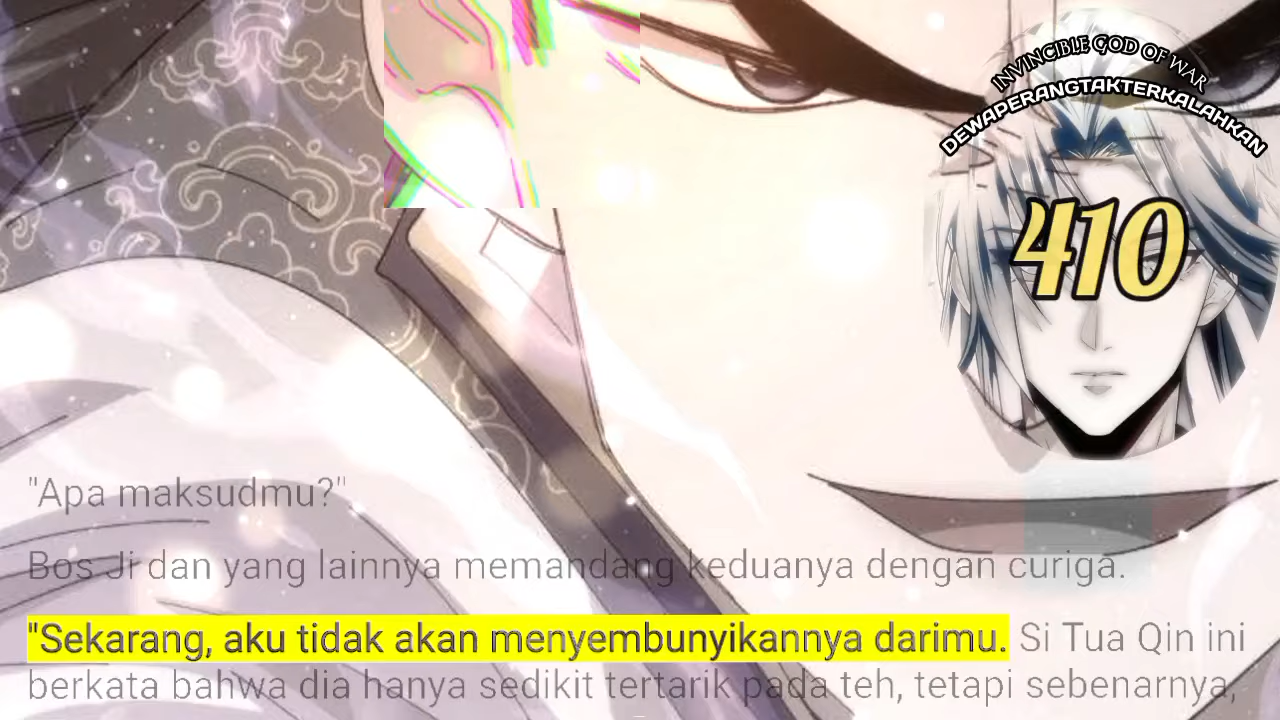 INVINCIBLE GOD OF WAR
DEWAPERANGTAKTERKALAHKAN
410
"Apa maksudmu?"
Bos Ji dan yang lainnya memandang keduanya dengan curiga.
"Sekarang, aku tidak akan menyembunyikannya darimu. Si Tua Qin ini
berkata bahwa dia hanya sedikit tertarik pada teh, tetapi sebenarnya,